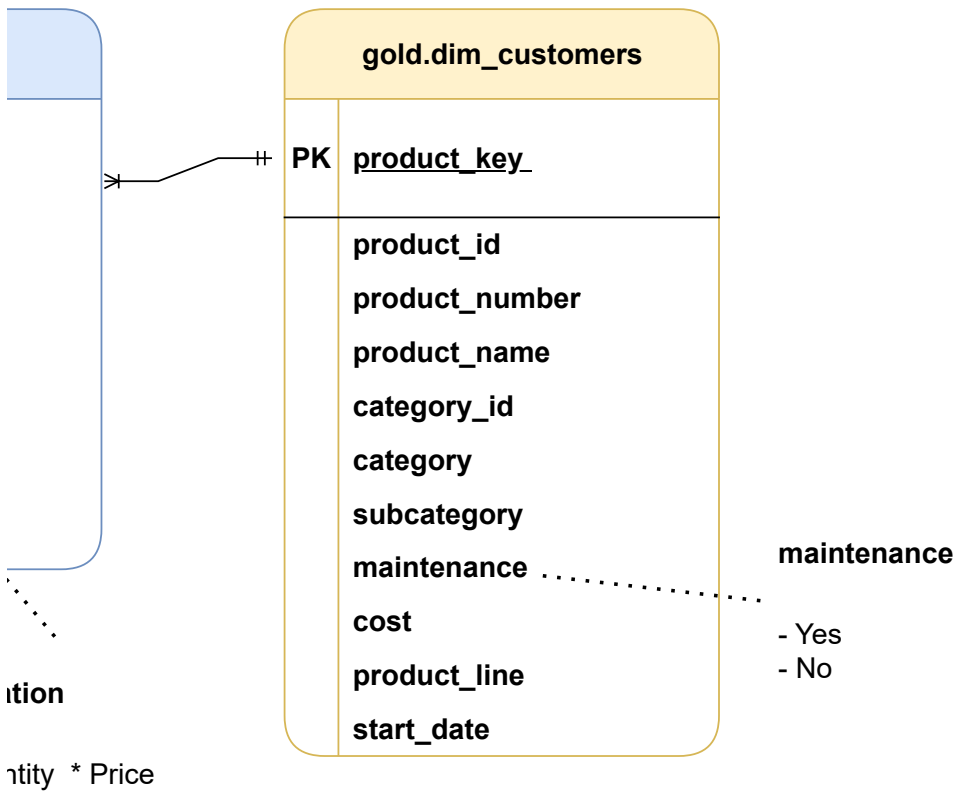 gold.dim_customers
PK product_key
product_id
product_number
product_name
category_id
category
subcategory
maintenance
cost
product_line
start_date
maintenance
- Yes
- No
* Price